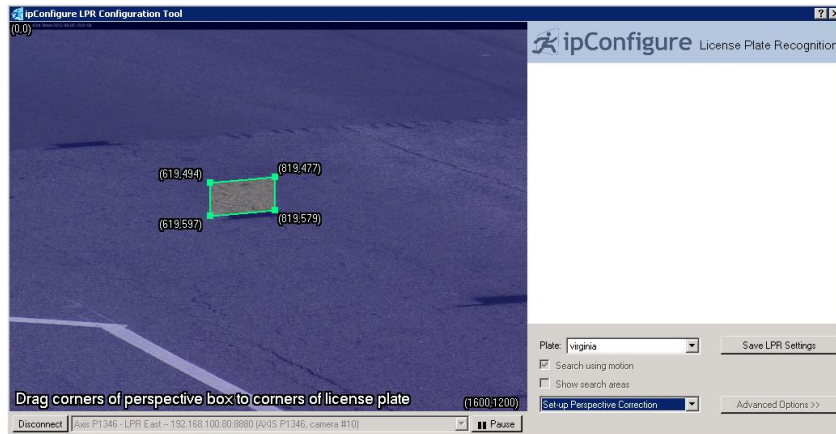 ipConfigure LPR Configuration Tool
(0,0)
ipConfigure License Plate Recognition
(619,494)
(819,477)
(619,597)
(819,579)
Plate: virginia
Save LPR Settings
Search using motion
Show search areas
Drag corners of perspective box to corners of license plate
(1600,1200)
Set-up Perspective Correction
Advanced Options >>
Disconnect
Axis P1346 - LPR East -- 192.168.100.80:8080 (AXIS P1346, camera #10)
Pause